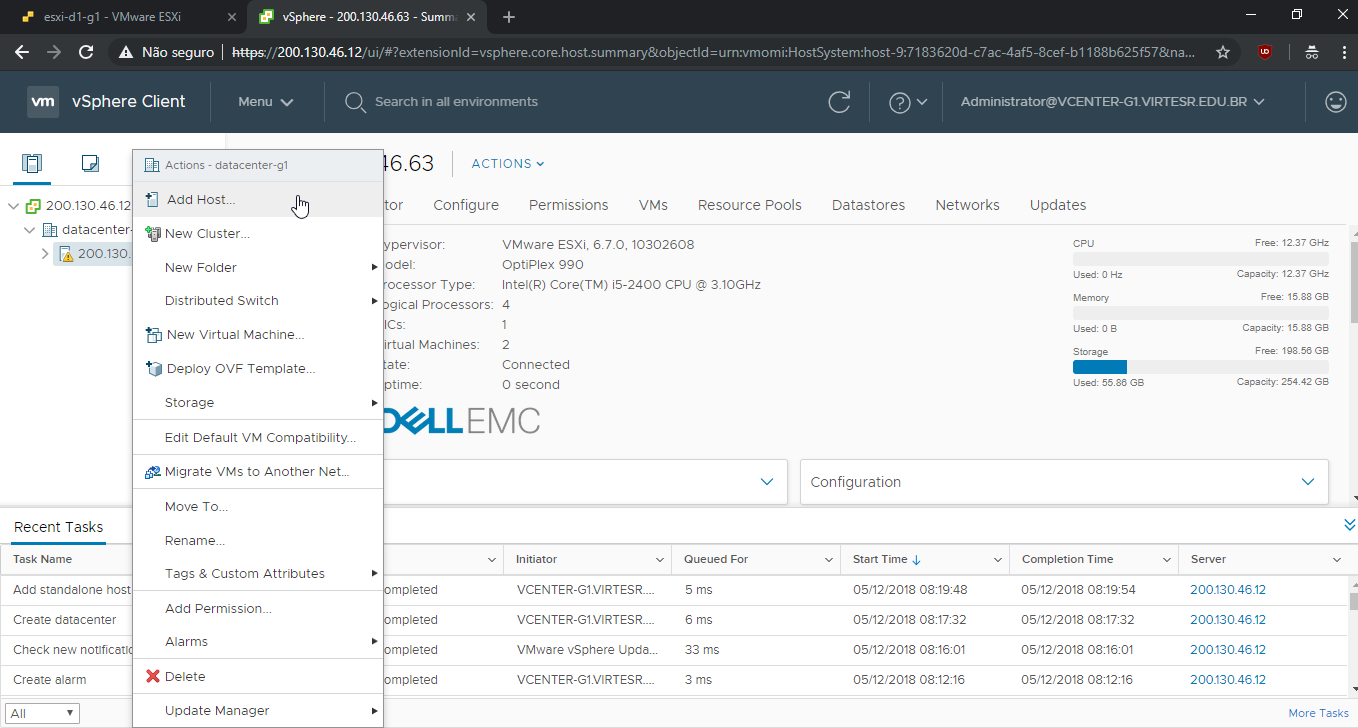 esxi-d1-g1 - VMware ESXi
vSphere - 200.130.46.63 - Summa
Não seguro
https://200.130.46.12/ui/#?extensionId=vsphere.core.host.summary&objectId=urn:vmomi:HostSystem:host-9:7183620d-c7ac-4af5-8cef-b1188b625f57&na...
vm vSphere Client
Menu
Search in all environments
Administrator@VCENTER-G1.VIRTESR.EDU.BR
200.130.46.12
datacenter-
200.130.
Actions - datacenter-g1
Add Host...
New Cluster...
New Folder
Distributed Switch
New Virtual Machine...
Deploy OVF Template...
Storage
Edit Default VM Compatibility...
Migrate VMs to Another Net...
Move To...
Rename...
Tags & Custom Attributes
Add Permission...
Alarms
Delete
Update Manager
46.63
ACTIONS
tor
Configure
Permissions
VMs
Resource Pools
Datastores
Networks
Updates
ypervisor: VMware ESXi, 6.7.0, 10302608
odel: OptiPlex 990
rocessor Type: Intel(R) Core(TM) i5-2400 CPU @ 3.10GHz
ogical Processors: 4
ICs: 1
irtual Machines: 2
tate: Connected
ptime: 0 second
DELLEMC
CPU Free: 12.37 GHz
Used: 0 Hz Capacity: 12.37 GHz
Memory Free: 15.88 GB
Used: 0 B Capacity: 15.88 GB
Storage Free: 198.56 GB
Used: 55.86 GB Capacity: 254.42 GB
Configuration
Recent Tasks
Task Name Initiator Queued For Start Time Completion Time Server
Add standalone host ompleted VCENTER-G1.VIRTESR.... 5 ms 05/12/2018 08:19:48 05/12/2018 08:19:54 200.130.46.12
Create datacenter ompleted VCENTER-G1.VIRTESR.... 6 ms 05/12/2018 08:17:32 05/12/2018 08:17:32 200.130.46.12
Check new notificatio ompleted VMware vSphere Upda... 33 ms 05/12/2018 08:16:01 05/12/2018 08:16:01 200.130.46.12
Create alarm ompleted VCENTER-G1.VIRTESR.... 3 ms 05/12/2018 08:12:16 05/12/2018 08:12:16 200.130.46.12
All
More Tasks